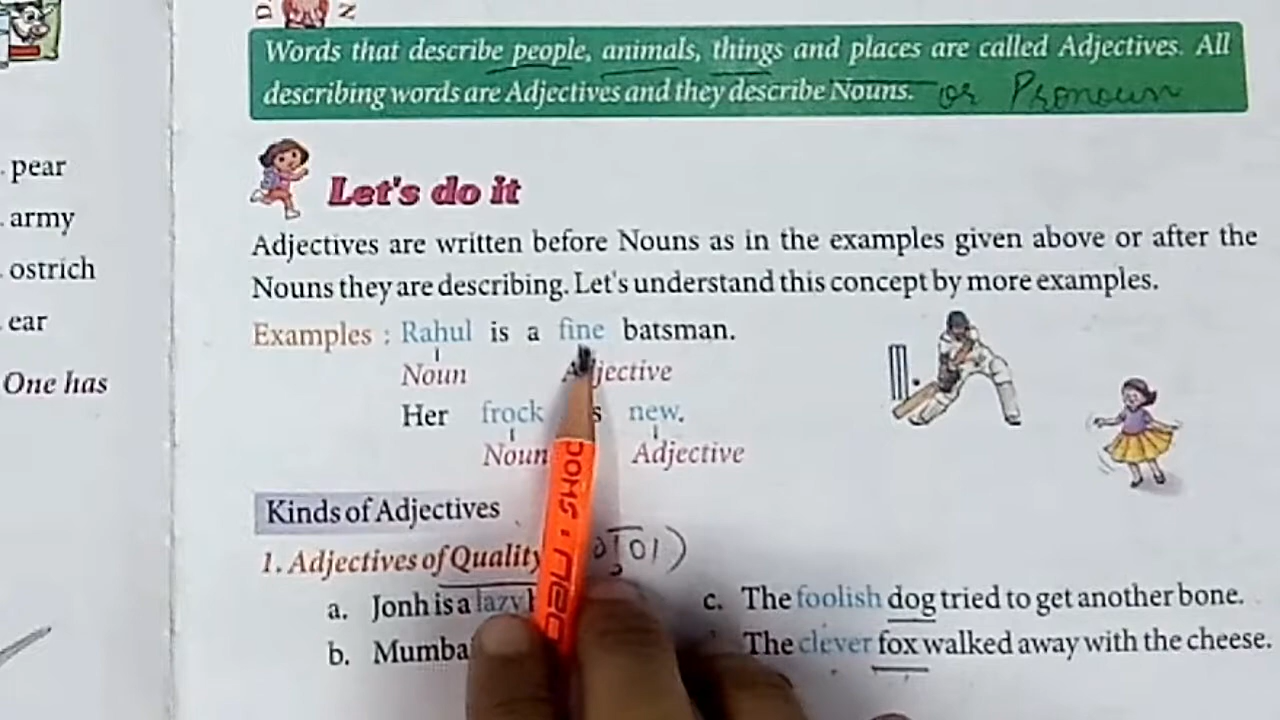 Words that describe people, animals, things and places are called Adjectives. All
describing words are Adjectives and they describe Nouns. or Pronoun
pear
army
ostrich
ear
One has
Let's do it
Adjectives are written before Nouns as in the examples given above or after the
Nouns they are describing. Let's understand this concept by more examples.
Examples : Rahul is a fine batsman.
Noun Adjective
Her frock is new.
Noun Adjective
Kinds of Adjectives
1. Adjectives of Quality
a. Jonh is a lazy
b. Mumba
c. The foolish dog tried to get another bone.
The clever fox walked away with the cheese.